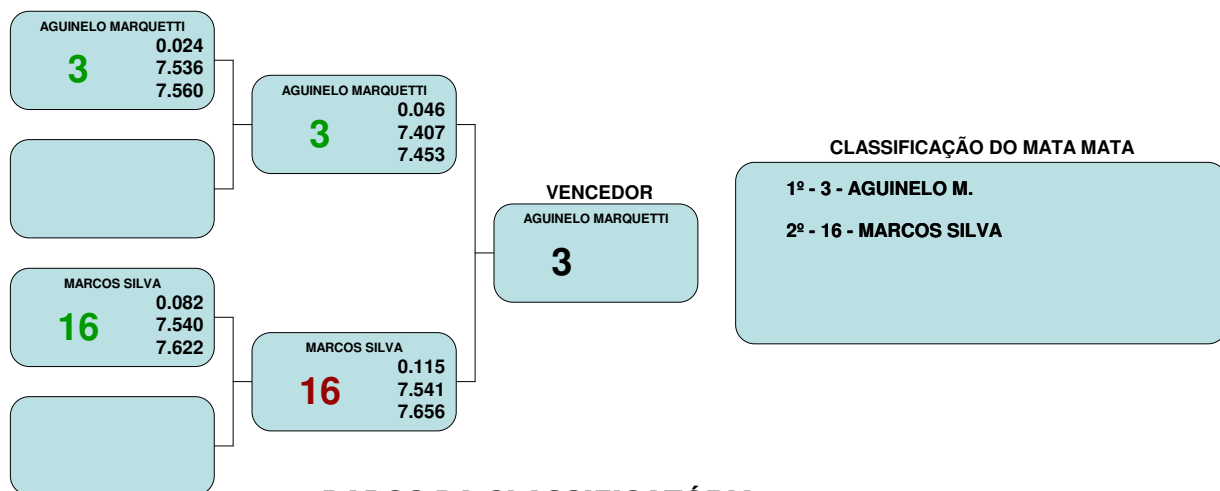 AGUINELO MARQUETTI
3
0.024
7.536
7.560
AGUINELO MARQUETTI
3
0.046
7.407
7.453
MARCOS SILVA
16
0.082
7.540
7.622
MARCOS SILVA
16
0.115
7.541
7.656
VENCEDOR
AGUINELO MARQUETTI
3
CLASSIFICAÇÃO DO MATA MATA
1º - 3 - AGUINELO M.
2º - 16 - MARCOS SILVA